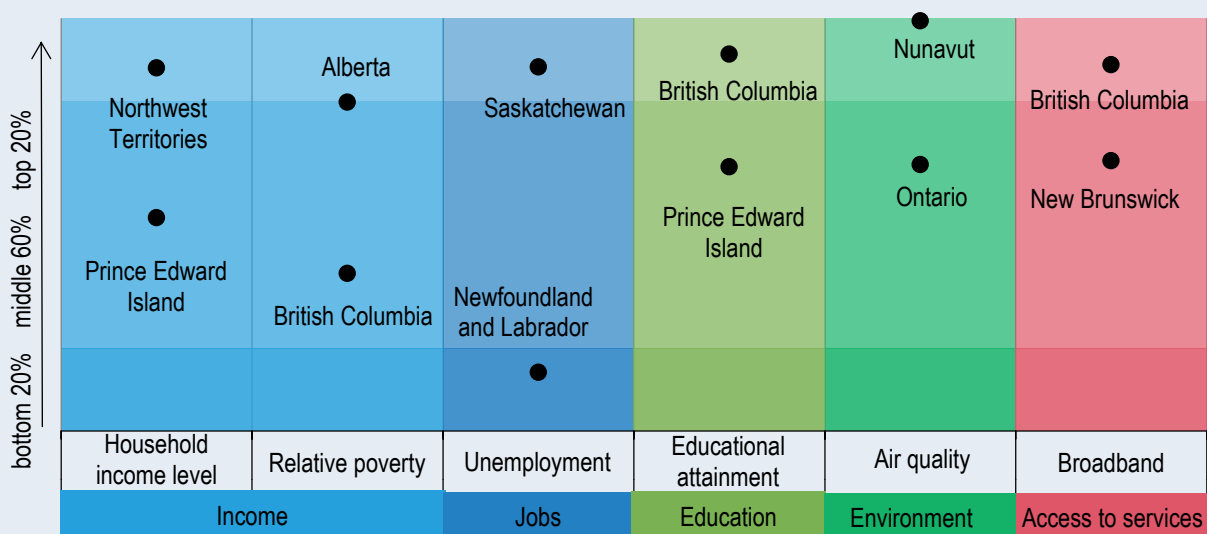 top 20%
middle 60%
bottom 20%
Northwest
Territories
Prince Edward
Island
Alberta
British Columbia
Saskatchewan
Newfoundland
and Labrador
British Columbia
Prince Edward
Island
Nunavut
Ontario
British Columbia
New Brunswick
Household
income level
Relative poverty
Unemployment
Educational
attainment
Air quality
Broadband
Income
Jobs
Education
Environment
Access to services